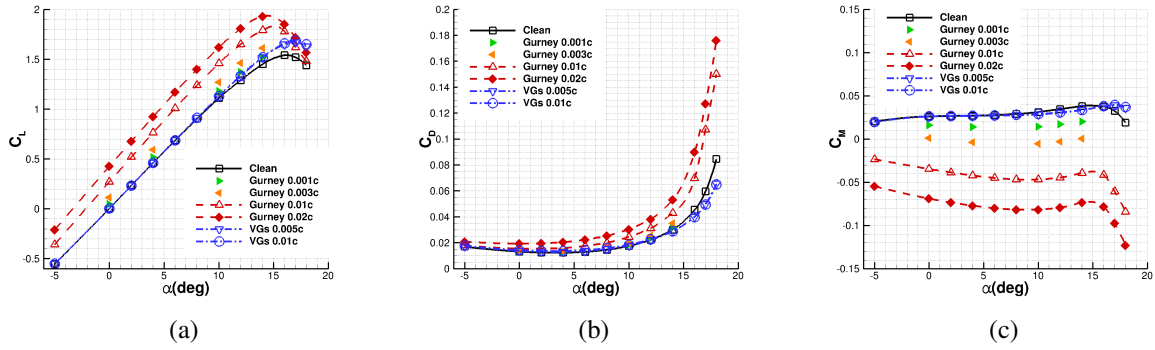 2
1.5
1
0.5
0
-0.5
C_L
-5
0
5
10
15
20
α(deg)
Clean
Gurney 0.001c
Gurney 0.003c
Gurney 0.01c
Gurney 0.02c
VGs 0.005c
VGs 0.01c
(a)
0.2
0.18
0.16
0.14
0.12
0.1
0.08
0.06
0.04
0.02
0
C_D
-5
0
5
10
15
20
α(deg)
Clean
Gurney 0.001c
Gurney 0.003c
Gurney 0.01c
Gurney 0.02c
VGs 0.005c
VGs 0.01c
(b)
0.15
0.1
0.05
0.00
-0.05
-0.1
-0.15
C_M
-5
0
5
10
15
20
α(deg)
Clean
Gurney 0.001c
Gurney 0.003c
Gurney 0.01c
Gurney 0.02c
VGs 0.005c
VGs 0.01c
(c)